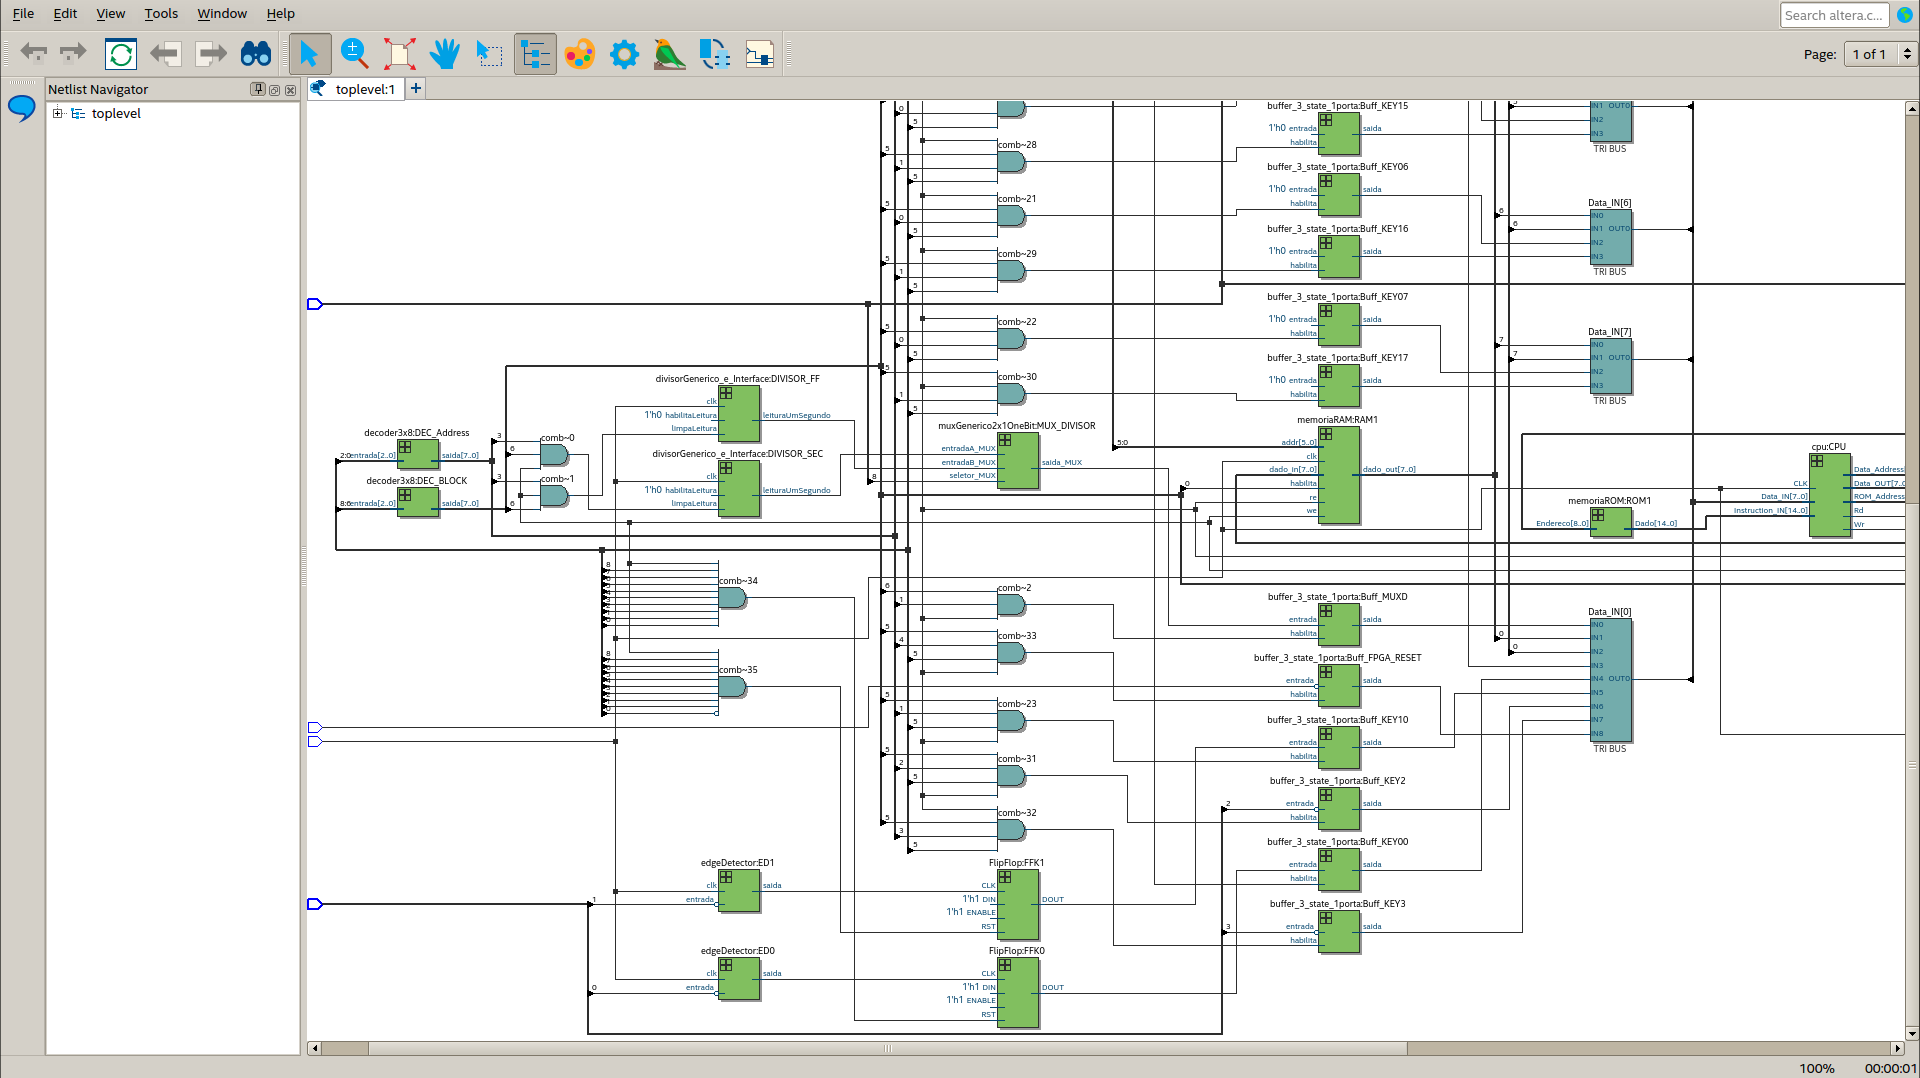 File Edit View Tools Window Help
Search altera.c...
Page: 1 of 1
Netlist Navigator
toplevel:1
toplevel
buffer_3_state_1porta:Buff_KEY15
1'h0 entrada saida
habilita
IN1 OUT0
IN2
IN3
TRI BUS
comb~28
buffer_3_state_1porta:Buff_KEY06
1'h0 entrada saida
habilita
comb~21
buffer_3_state_1porta:Buff_KEY16
1'h0 entrada saida
habilita
Data_IN[6]
IN0
IN1 OUT0
IN2
IN3
TRI BUS
comb~29
comb~22
buffer_3_state_1porta:Buff_KEY07
1'h0 entrada saida
habilita
Data_IN[7]
IN0
IN1 OUT0
IN2
IN3
TRI BUS
comb~30
buffer_3_state_1porta:Buff_KEY17
1'h0 entrada saida
habilita
divisorGenerico_e_Interface:DIVISOR_FF
clk
1'h0 habilitaLeitura leituraUmSegundo
limpaLeitura
decoder3x8:DEC_Address
2:0 entrada[2..0] saida[7..0]
decoder3x8:DEC_BLOCK
8:6 entrada[2..0] saida[7..0]
comb~0
comb~1
divisorGenerico_e_Interface:DIVISOR_SEC
clk
1'h0 habilitaLeitura leituraUmSegundo
limpaLeitura
muxGenerico2x1OneBit:MUX_DIVISOR
entradaA_MUX
entradaB_MUX saida_MUX
seletor_MUX
memoriaRAM:RAM1
5:0 addr[5..0]
clk
dado_in[7..0] dado_out[7..0]
habilita
re
we
memoriaROM:ROM1
Endereco[8..0] Dado[14..0]
cpu:CPU
Data_Address
CLK Data_OUT[7..0
Data_IN[7..0] ROM_Address
Instruction_IN[14..0] Rd
Wr
comb~34
comb~35
comb~2
comb~33
comb~23
comb~31
comb~32
buffer_3_state_1porta:Buff_MUXD
entrada saida
habilita
buffer_3_state_1porta:Buff_FPGA_RESET
entrada saida
habilita
buffer_3_state_1porta:Buff_KEY10
entrada saida
habilita
buffer_3_state_1porta:Buff_KEY2
2 entrada saida
habilita
buffer_3_state_1porta:Buff_KEY00
entrada saida
habilita
buffer_3_state_1porta:Buff_KEY3
3 entrada saida
habilita
Data_IN[0]
IN0
IN1
IN2
IN3
IN4 OUT0
IN5
IN6
IN7
IN8
TRI BUS
edgeDetector:ED1
clk saida
1 entrada
FlipFlop:FFK1
CLK
1'h1 DIN DOUT
1'h1 ENABLE
RST
edgeDetector:ED0
clk saida
0 entrada
FlipFlop:FFK0
CLK
1'h1 DIN DOUT
1'h1 ENABLE
RST
100% 00:00:01